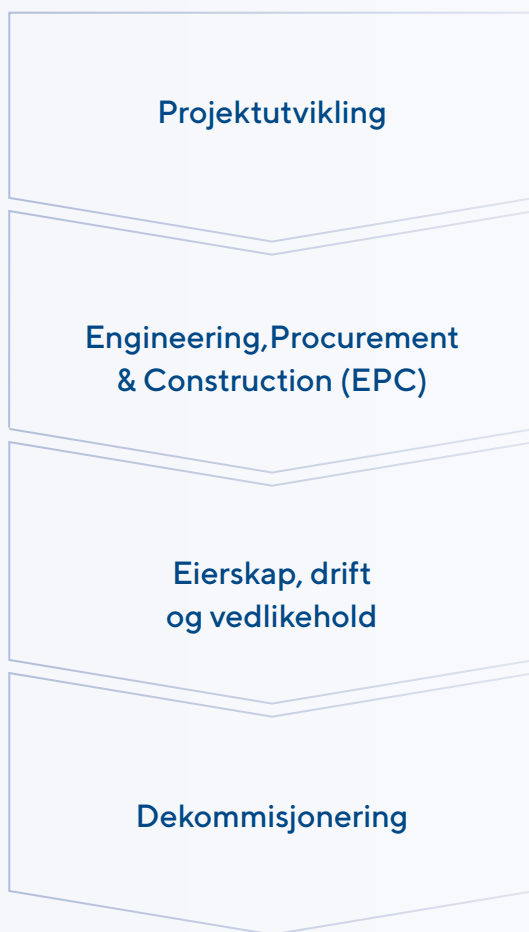 Projektutvikling
Engineering,Procurement
& Construction (EPC)
Eierskap, drift
og vedlikehold
Dekommisjonering